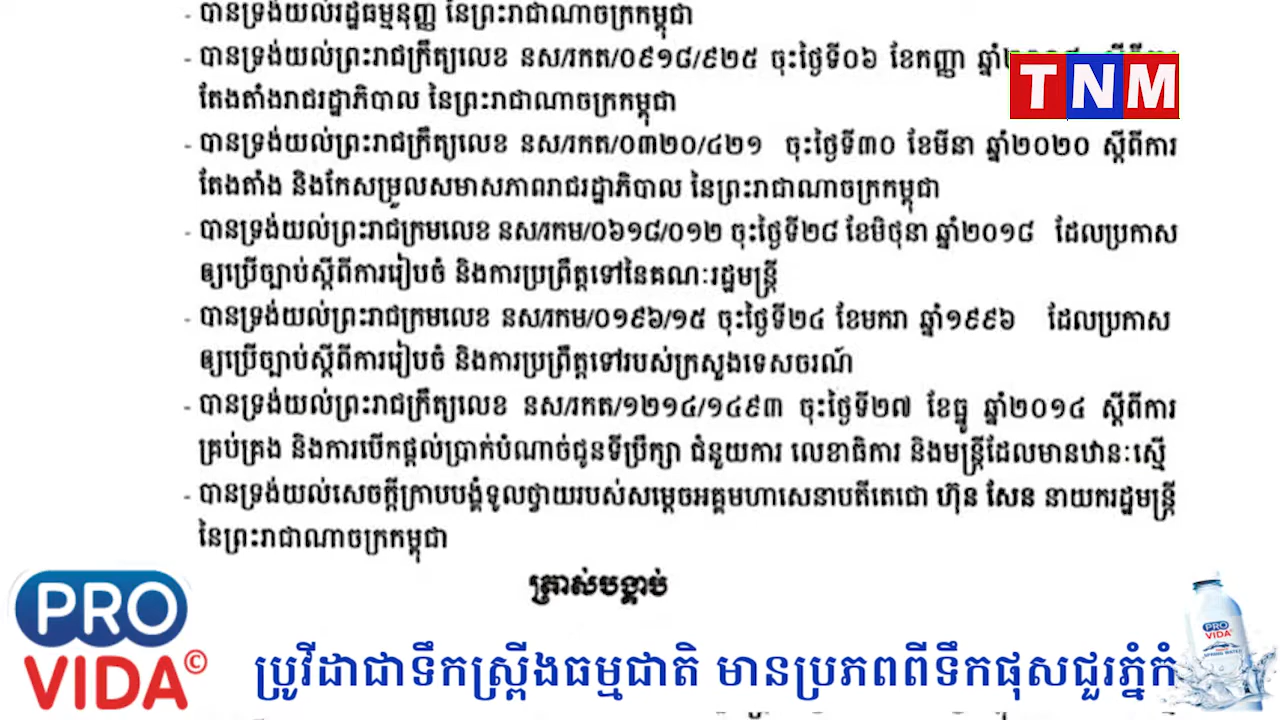 - បានទ្រង់យល់រដ្ឋធម្មនុញ្ញ នៃព្រះរាជាណាចក្រកម្ពុជា
- បានទ្រង់យល់ព្រះរាជក្រឹត្យលេខ នស/រកត/០៩១៨/៩២៥ ចុះថ្ងៃទី០៦ ខែកញ្ញា
តែងតាំងរាជរដ្ឋាភិបាល នៃព្រះរាជាណាចក្រកម្ពុជា
TNM
- បានទ្រង់យល់ព្រះរាជក្រឹត្យលេខ នស/រកត/០៣២០/៤២១ ចុះថ្ងៃទី៣០ ខែមីនា ឆ្នាំ២០២០ ស្ដីពីការ
តែងតាំង និងកែសម្រួលសមាសភាពរាជរដ្ឋាភិបាល នៃព្រះរាជាណាចក្រកម្ពុជា
- បានទ្រង់យល់ព្រះរាជក្រមលេខ នស/រកម/០៦១៨/០១២ ចុះថ្ងៃទី២៨ ខែមិថុនា ឆ្នាំ២០១៨ ដែលប្រកាស
ឲ្យប្រើច្បាប់ស្ដីពីការរៀបចំ និងការប្រព្រឹត្តទៅនៃគណៈរដ្ឋមន្ត្រី
- បានទ្រង់យល់ព្រះរាជក្រមលេខ នស/រកម/០១៩៦/១៥ ចុះថ្ងៃទី២៤ ខែមករា ឆ្នាំ១៩៩៦ ដែលប្រកាស
ឲ្យប្រើច្បាប់ស្ដីពីការរៀបចំ និងការប្រព្រឹត្តទៅរបស់ក្រសួងទេសចរណ៍
- បានទ្រង់យល់ព្រះរាជក្រឹត្យលេខ នស/រកត/១២១៤/១៤៩៣ ចុះថ្ងៃទី២៧ ខែធ្នូ ឆ្នាំ២០១៤ ស្ដីពីការ
គ្រប់គ្រង និងការបើកផ្ដល់ប្រាក់បំណាច់ជូនទីប្រឹក្សា ជំនួយការ លេខាធិការ និងមន្ត្រីដែលមានឋានៈស្មើ
- បានទ្រង់យល់សេចក្ដីក្រាបបង្គំទូលថ្វាយរបស់សម្ដេចអគ្គមហាសេនាបតីតេជោ ហ៊ុន សែន នាយករដ្ឋមន្ត្រី
នៃព្រះរាជាណាចក្រកម្ពុជា
ត្រាស់បង្គាប់
PRO
VIDA©
ប្រូវីដាជាទឹកស្ព្រីងធម្មជាតិ មានប្រភពពីទឹកផុសជួរភ្នំកំ
PRO
VIDA